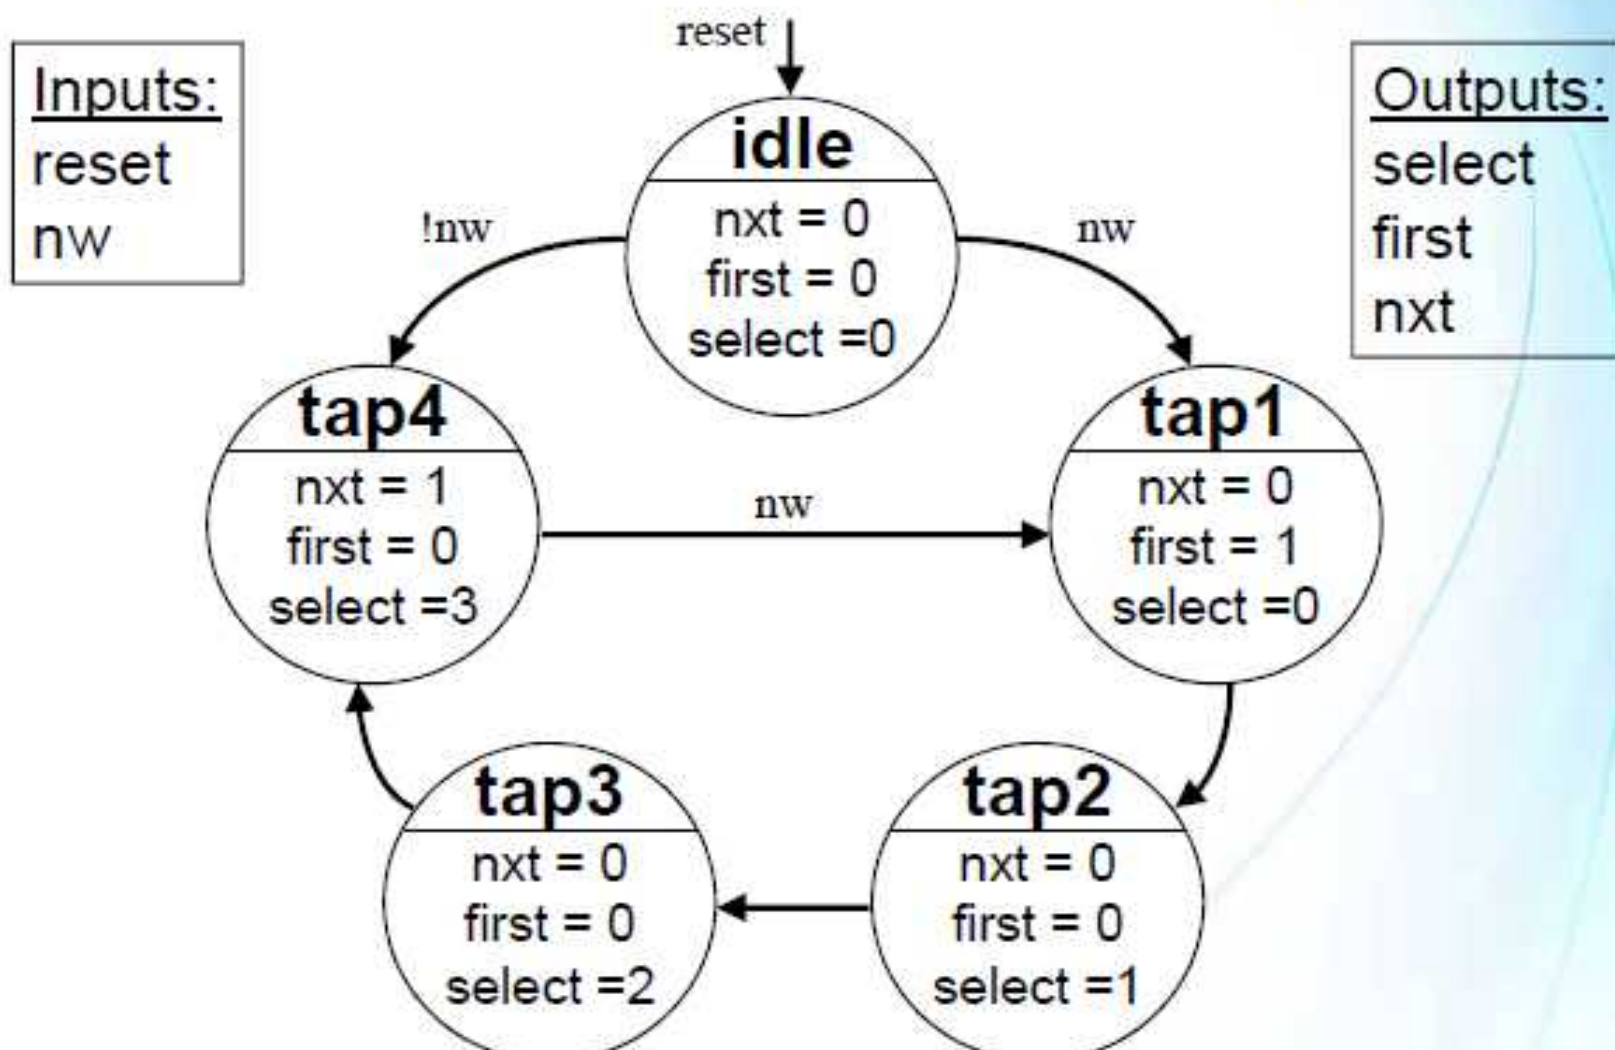 reset
Inputs:
reset
nw
Outputs:
select
first
nxt
idle
nxt = 0
first = 0
select =0
!nw
nw
tap4
nxt = 1
first = 0
select =3
nw
tap1
nxt = 0
first = 1
select =0
tap3
nxt = 0
first = 0
select =2
tap2
nxt = 0
first = 0
select =1